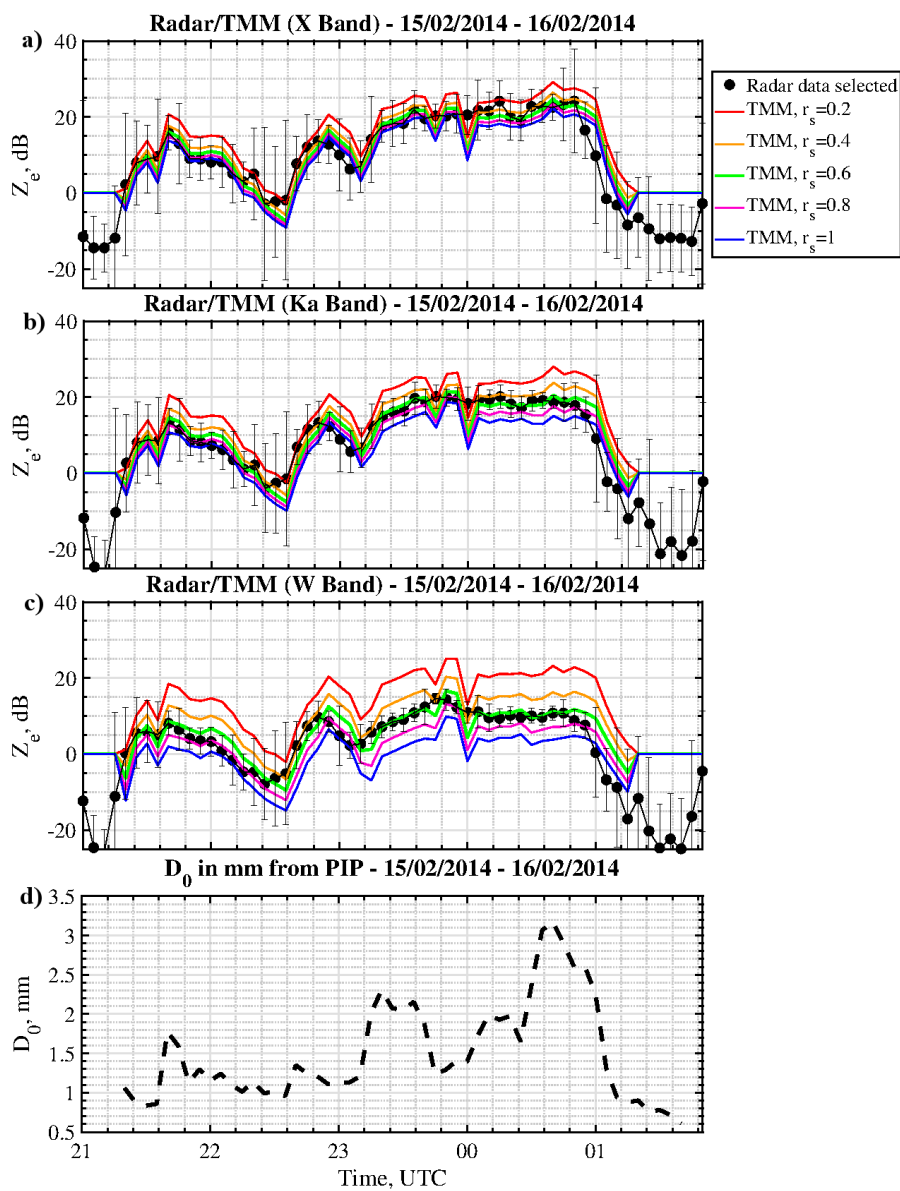 Radar/TMM (X Band) - 15/02/2014 - 16/02/2014
a)
40
20
0
-20
Z_e, dB
Radar data selected
TMM, r_s=0.2
TMM, r_s=0.4
TMM, r_s=0.6
TMM, r_s=0.8
TMM, r_s=1
Radar/TMM (Ka Band) - 15/02/2014 - 16/02/2014
b)
40
20
0
-20
Z_e, dB
Radar/TMM (W Band) - 15/02/2014 - 16/02/2014
c)
40
20
0
-20
Z_e, dB
D_0 in mm from PIP - 15/02/2014 - 16/02/2014
d)
3.5
3
2.5
2
1.5
1
0.5
D_0, mm
21 22 23 00 01
Time, UTC